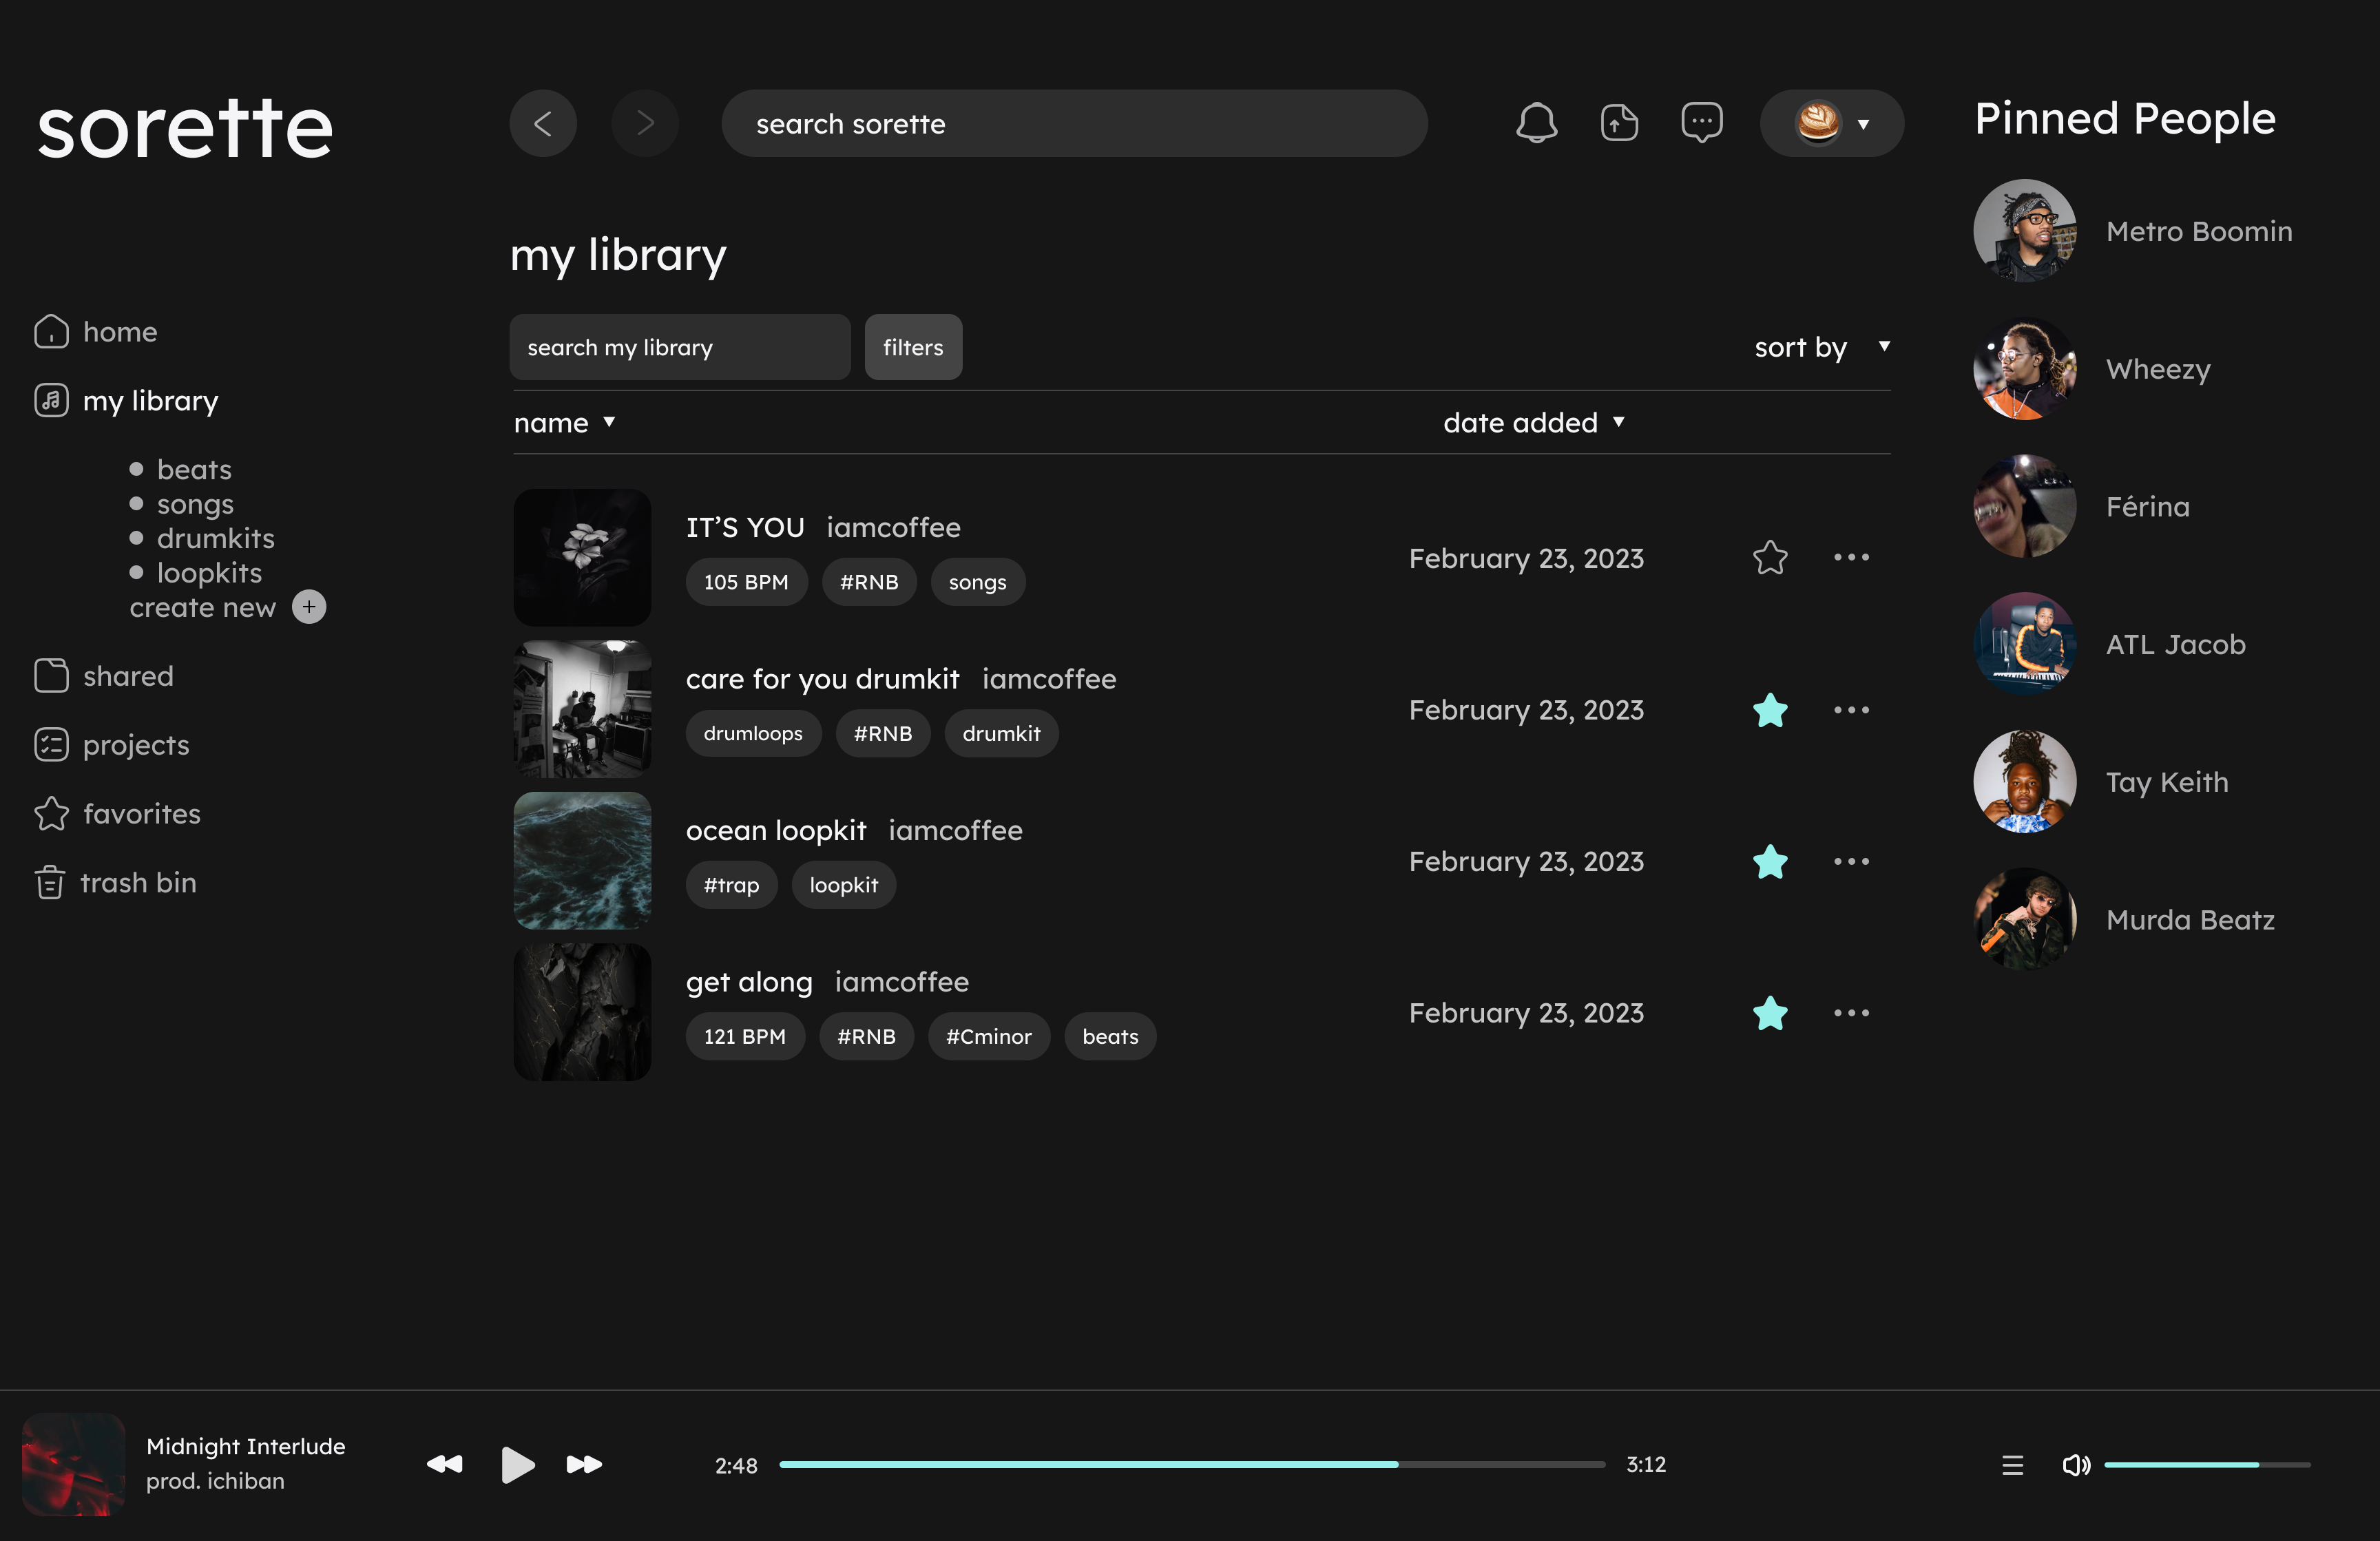 sorette
search sorette
Pinned People
home
my library
beats
songs
drumkits
loopkits
create new
shared
projects
favorites
trash bin
my library
search my library
filters
sort by
name
date added
IT’S YOU iamcoffee
105 BPM #RNB songs
February 23, 2023
care for you drumkit iamcoffee
drumloops #RNB drumkit
February 23, 2023
ocean loopkit iamcoffee
#trap loopkit
February 23, 2023
get along iamcoffee
121 BPM #RNB #Cminor beats
February 23, 2023
Metro Boomin
Wheezy
Férina
ATL Jacob
Tay Keith
Murda Beatz
Midnight Interlude
prod. ichiban
2:48
3:12